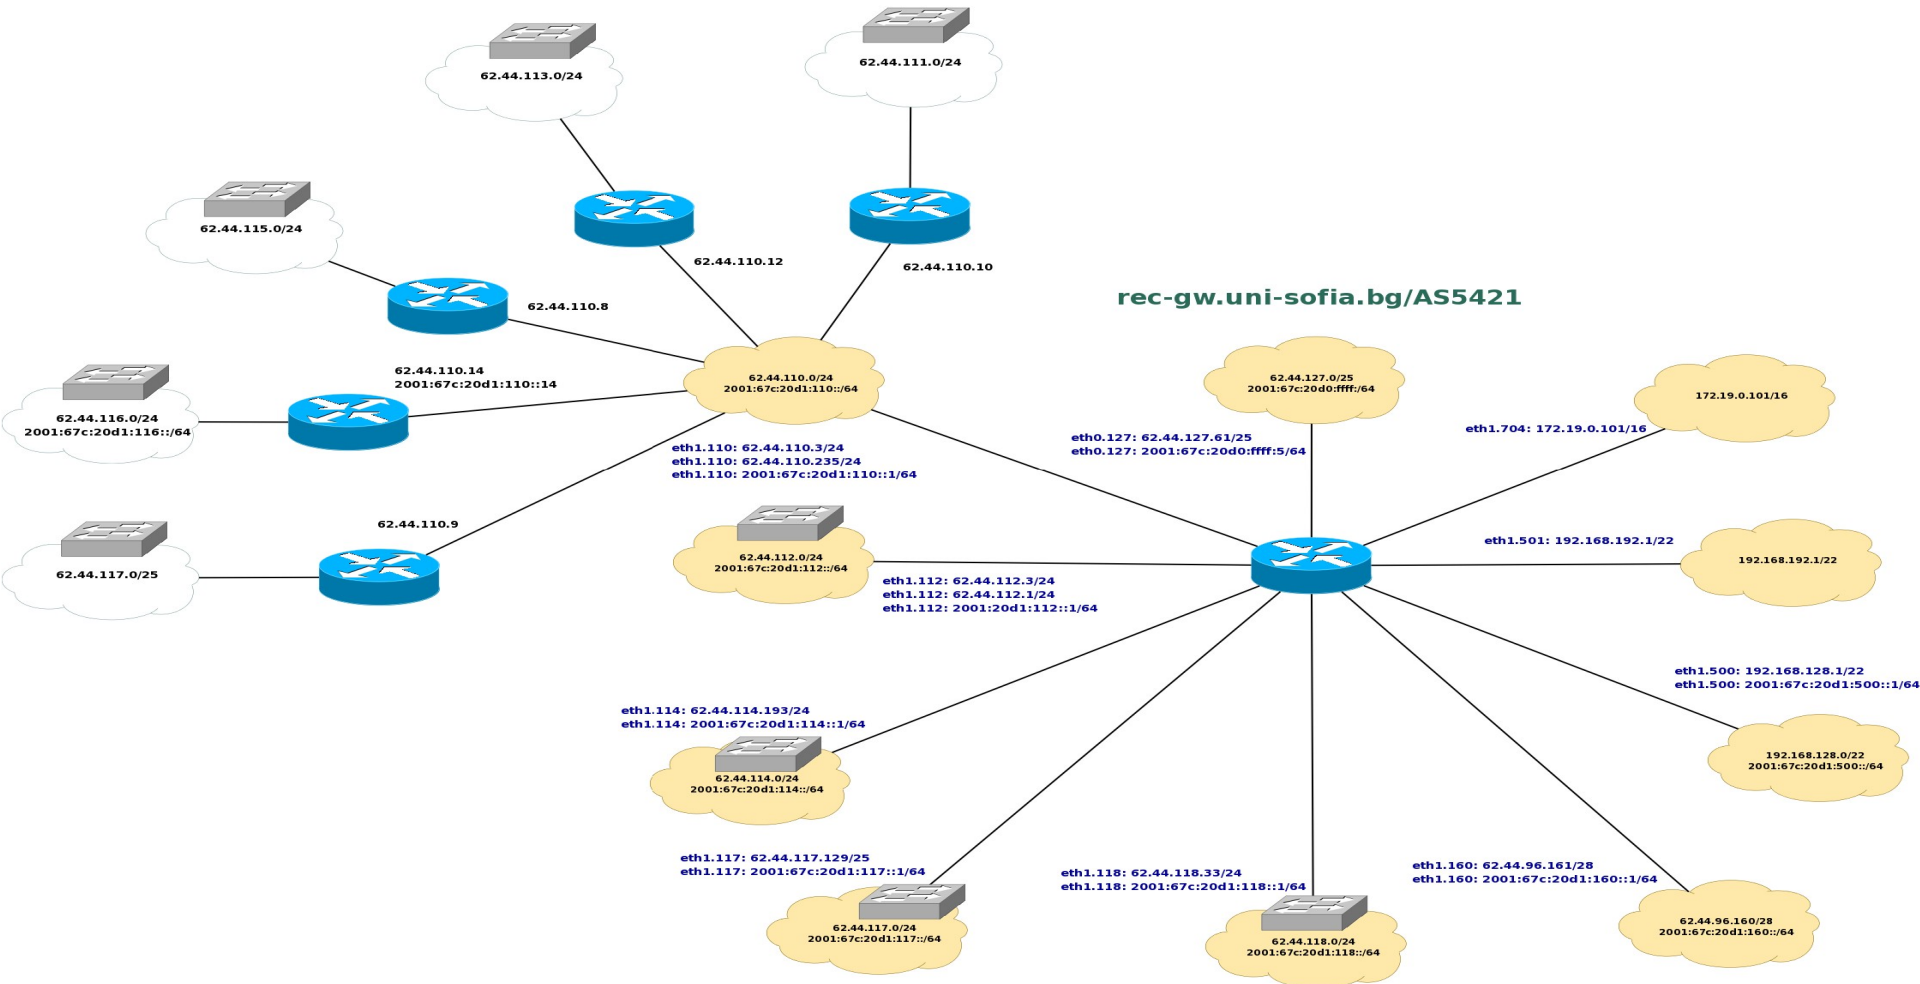 62.44.113.0/24
62.44.111.0/24
62.44.115.0/24
62.44.110.12
62.44.110.10
62.44.110.8
rec-gw.uni-sofia.bg/AS5421
62.44.110.14
2001:67c:20d1:110::14
62.44.110.0/24
2001:67c:20d1:110::/64
62.44.127.0/25
2001:67c:20d0:ffff:/64
172.19.0.101/16
62.44.116.0/24
2001:67c:20d1:116::/64
eth1.110: 62.44.110.3/24
eth1.110: 62.44.110.235/24
eth1.110: 2001:67c:20d1:110::1/64
eth0.127: 62.44.127.61/25
eth0.127: 2001:67c:20d0:ffff:5/64
eth1.704: 172.19.0.101/16
62.44.110.9
62.44.117.0/25
62.44.112.0/24
2001:67c:20d1:112::/64
eth1.112: 62.44.112.3/24
eth1.112: 62.44.112.1/24
eth1.112: 2001:20d1:112::1/64
eth1.501: 192.168.192.1/22
192.168.192.1/22
eth1.500: 192.168.128.1/22
eth1.500: 2001:67c:20d1:500::1/64
192.168.128.0/22
2001:67c:20d1:500::/64
eth1.114: 62.44.114.193/24
eth1.114: 2001:67c:20d1:114::1/64
62.44.114.0/24
2001:67c:20d1:114::/64
eth1.117: 62.44.117.129/25
eth1.117: 2001:67c:20d1:117::1/64
62.44.117.0/24
2001:67c:20d1:117::/64
eth1.118: 62.44.118.33/24
eth1.118: 2001:67c:20d1:118::1/64
62.44.118.0/24
2001:67c:20d1:118::/64
eth1.160: 62.44.96.161/28
eth1.160: 2001:67c:20d1:160::1/64
62.44.96.160/28
2001:67c:20d1:160::/64